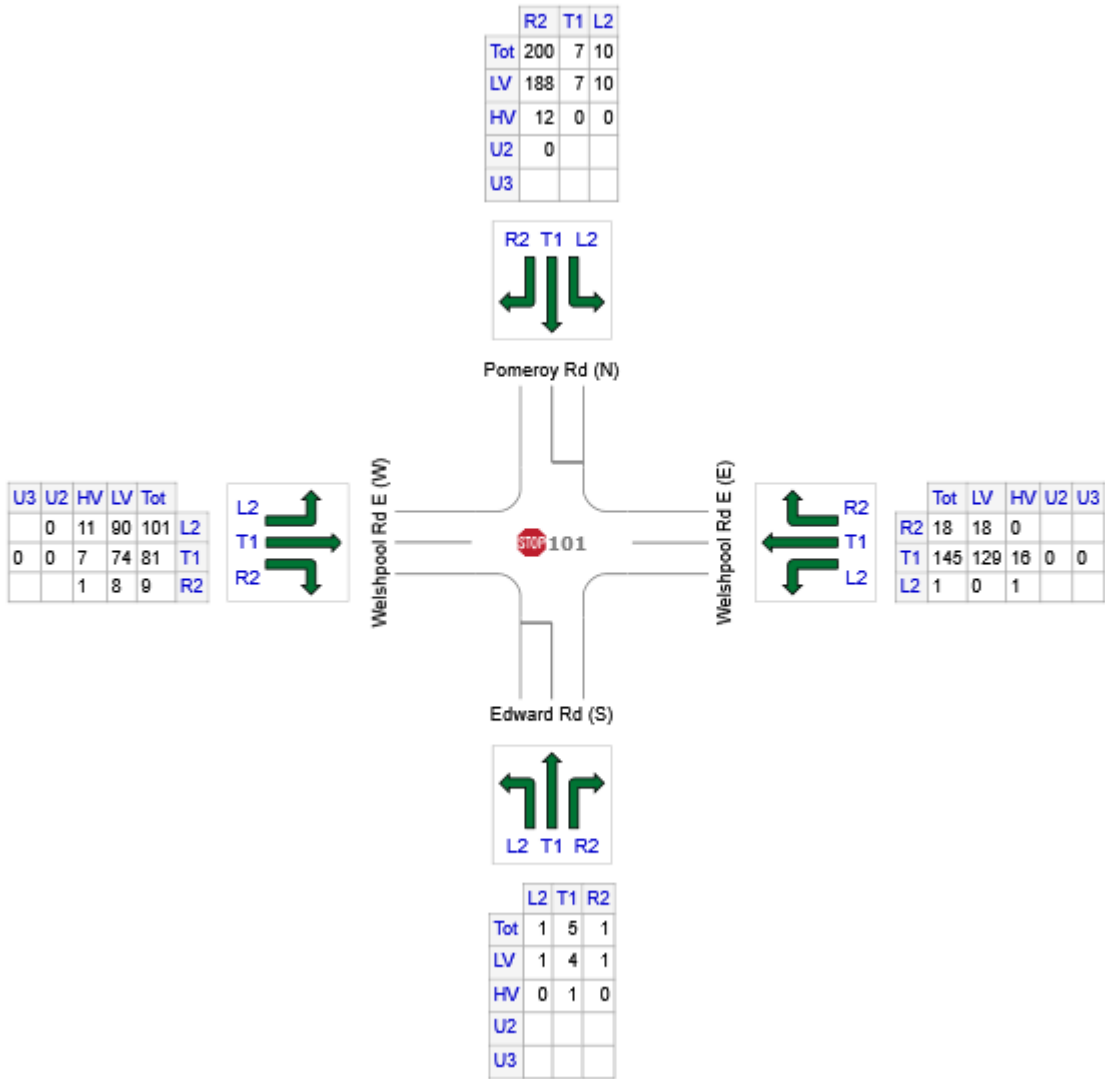 R2 T1 L2
Tot 200 7 10
LV 188 7 10
HV 12 0 0
U2 0
U3
R2 T1 L2
Pomeroy Rd (N)
U3 U2 HV LV Tot
0 11 90 101 L2
0 0 7 74 81 T1
1 8 9 R2
L2
T1
R2
Welshpool Rd E (W)
STOP 101
Welshpool Rd E (E)
R2
T1
L2
Tot LV HV U2 U3
R2 18 18 0
T1 145 129 16 0 0
L2 1 0 1
Edward Rd (S)
L2 T1 R2
L2 T1 R2
Tot 1 5 1
LV 1 4 1
HV 0 1 0
U2
U3